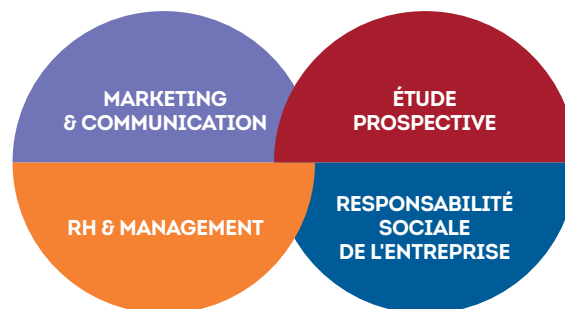 MARKETING
& COMMUNICATION
ÉTUDE
PROSPECTIVE
RH & MANAGEMENT
RESPONSABILITÉ
SOCIALE
DE L'ENTREPRISE